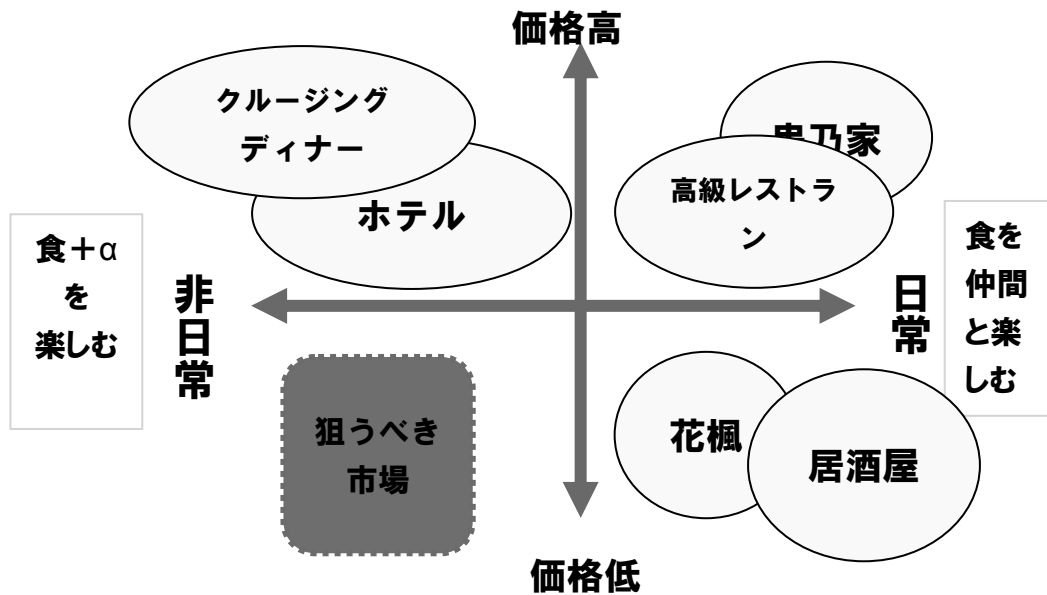 価格高
クルージング
ディナー
ホテル
乃家
高級レストラ
ン
食+α
を
楽しむ
非日常
日常
食を
仲間
と楽
しむ
狙うべき
市場
花楓
居酒屋
価格低